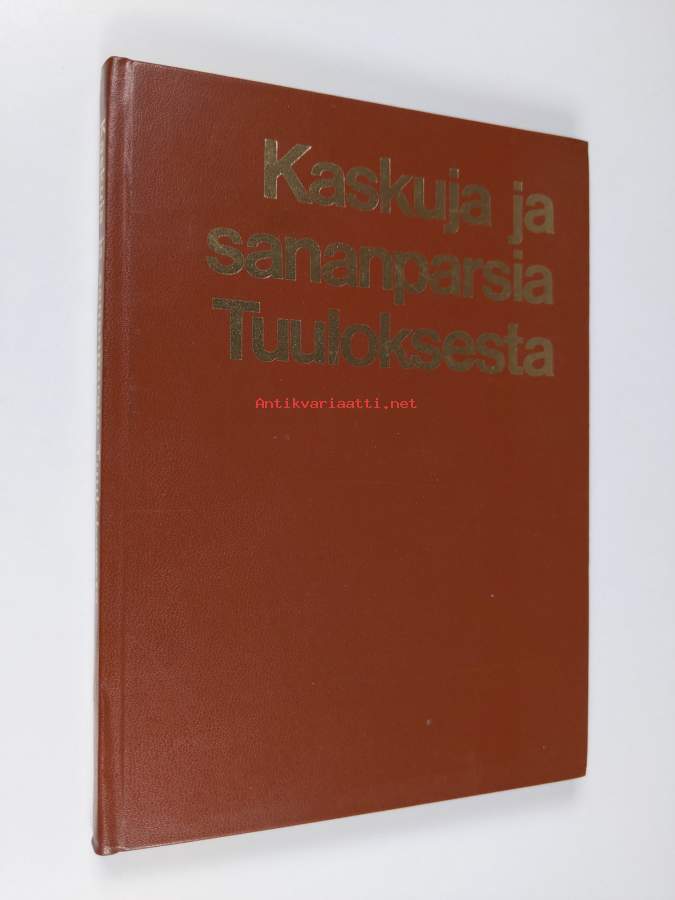 Kaskuja ja
sananparsia
Tuuloksesta
Antikvariaatti.net